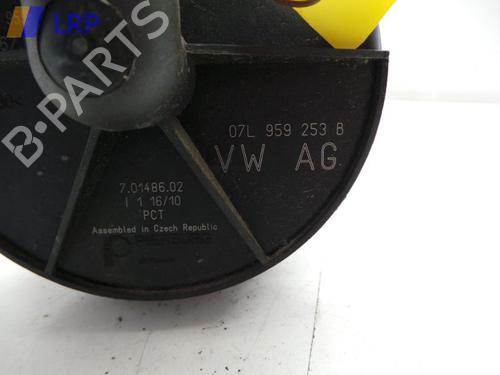 LRP
07L 959 253 B
VW AG
7.01486.02
I 1 16/10
PCT
Assembled in Czech Republic
B-PARTS